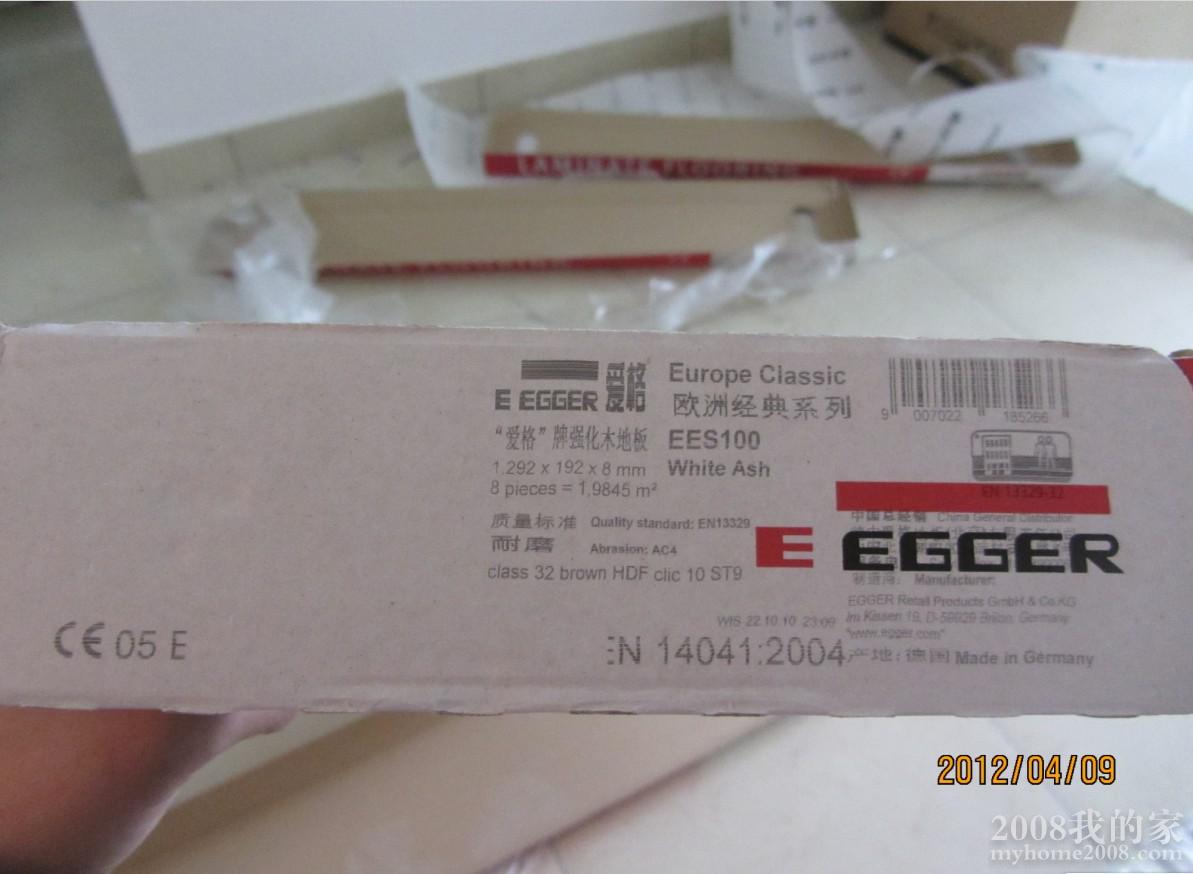 LAMINATE FLOORING
FLOORING
E EGGER 爱格
Europe Classic
欧洲经典系列
9 007022 185266
“爱格”牌强化木地板
EES100
1.292 x 192 x 8 mm
White Ash
8 pieces = 1,9845 m²
EN 13329-32
质量标准 Quality standard: EN13329
中国总经销 China General Distributor
耐磨 Abrasion: AC4
E EGGER
class 32 brown HDF clic 10 ST9
制造商: Manufacturer:
EGGER Retail Products GmbH & Co.KG
WIS 22.10.10 23:09
Im Kissen 19, D-59929 Brilon, Germany
"www.egger.com"
CE 05 E
EN 14041:2004
产地:德国 Made in Germany
2012/04/09
2008我的家
myhome2008.com